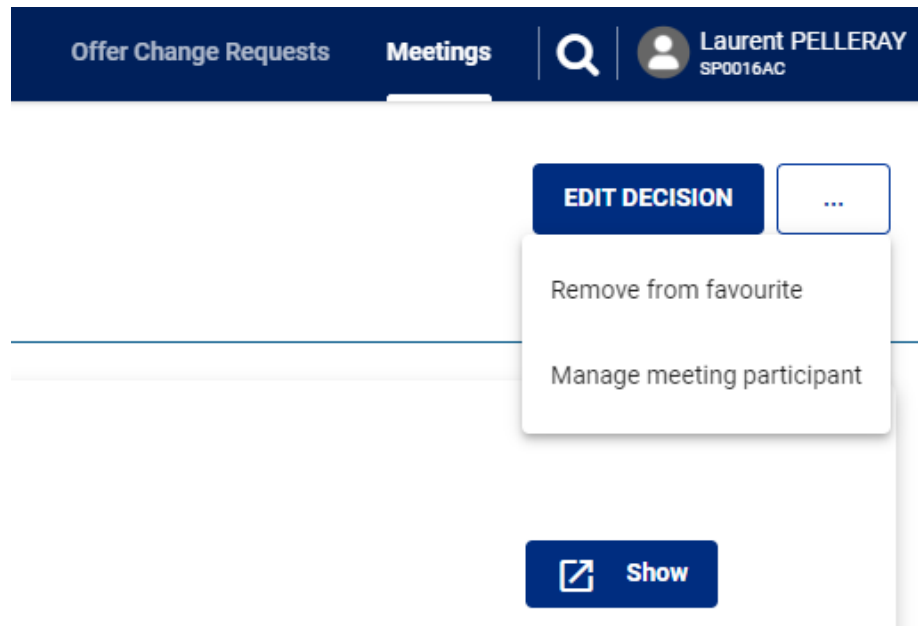 Offer Change Requests
Meetings
Laurent PELLERAY
SP0016AC
EDIT DECISION
...
Remove from favourite
Manage meeting participant
Show